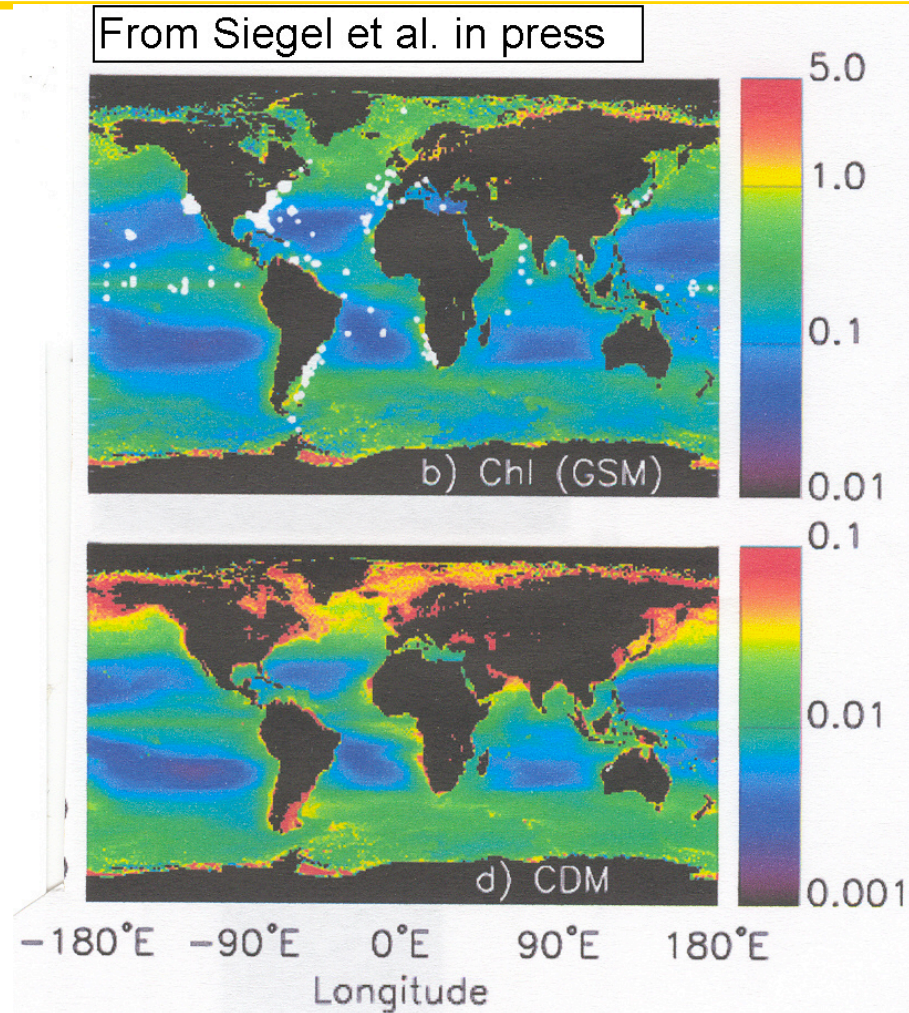 From Siegel et al. in press
5.0
1.0
0.1
0.01
b) Chl (GSM)
0.1
0.01
0.001
d) CDM
−180°E −90°E 0°E 90°E 180°E
Longitude